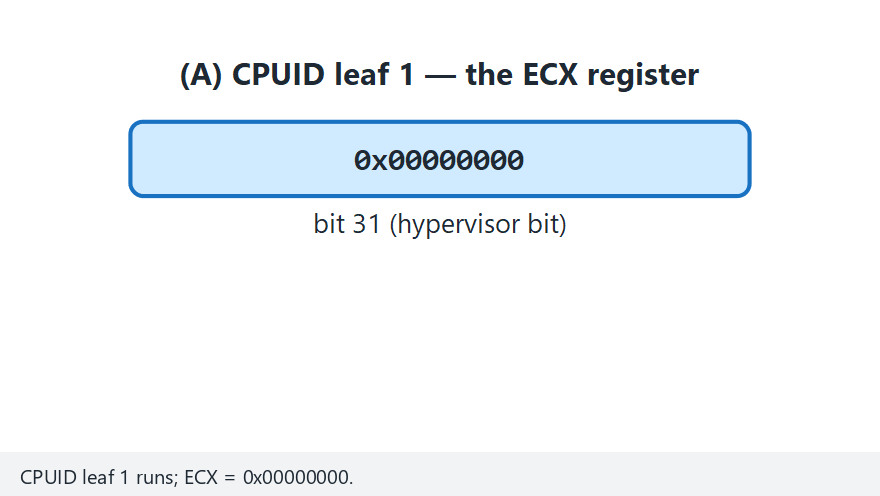 (A) CPUID leaf 1 — the ECX register
0x00000000
bit 31 (hypervisor bit)
CPUID leaf 1 runs; ECX = 0x00000000.